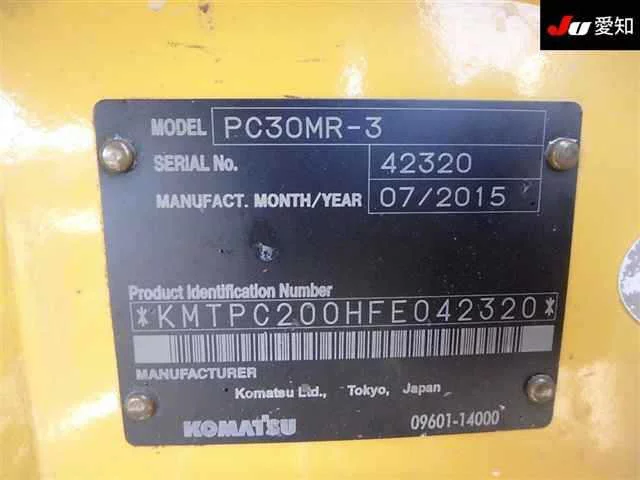 JU 愛知
MODEL PC30MR-3
SERIAL No. 42320
MANUFACT. MONTH/YEAR 07/2015
Product Identification Number
*KMTPC200HFE042320*
MANUFACTURER
Komatsu Ltd., Tokyo, Japan
KOMATSU 09601-14000